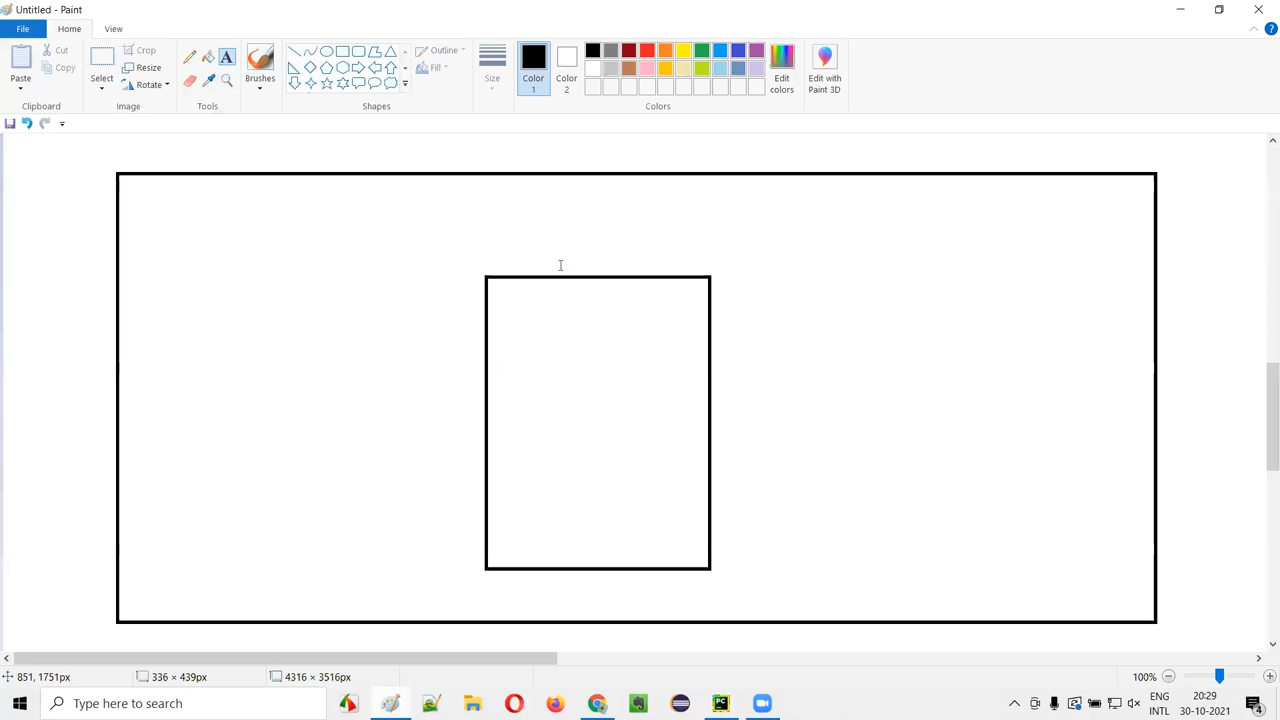 Untitled - Paint
File
Home
View
Paste
Cut
Copy
Clipboard
Select
Crop
Resize
Rotate
Image
A
Tools
Brushes
Shapes
Outline
Fill
Size
Color
1
Color
2
Edit
colors
Colors
Edit with
Paint 3D
851, 1751px
336 × 439px
4316 × 3516px
100%
Type here to search
PC
ENG
INTL
20:29
30-10-2021
4